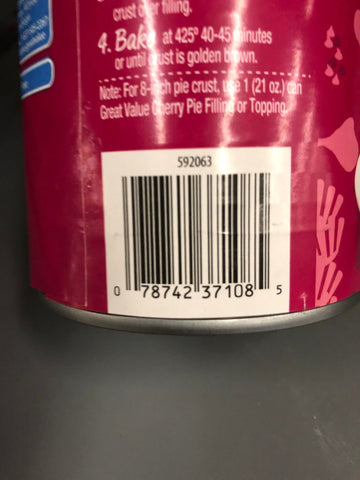 crust over filling.
4. Bake at 425° 40-45 minutes
or until crust is golden brown.
Note: For 8-inch pie crust, use 1 (21 oz.) can
Great Value Cherry Pie Filling or Topping.
592063
0 78742 37108 5